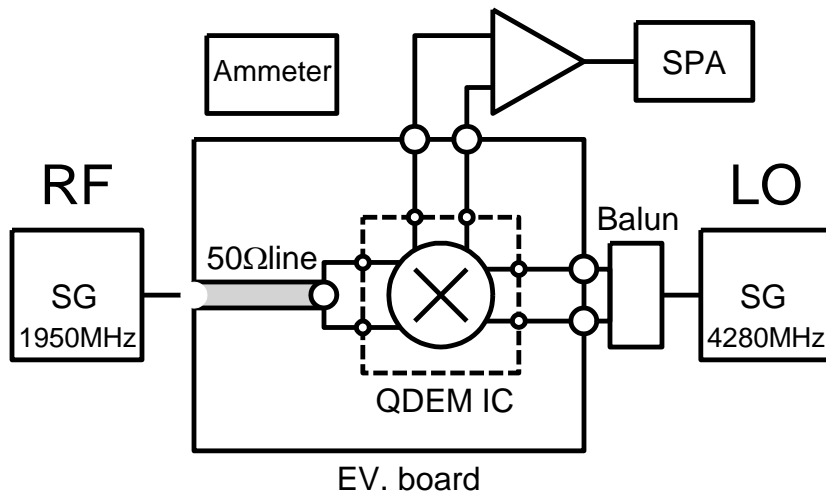 Ammeter
SPA
RF
LO
Balun
50Ωline
SG
1950MHz
SG
4280MHz
QDEM IC
EV. board